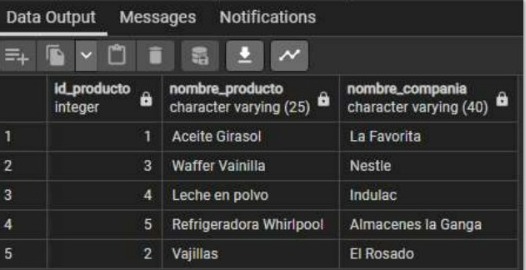 Data Output Messages Notifications
id_producto nombre_producto nombre_compania
integer character varying (25) character varying (40)
1 1 Aceite Girasol La Favorita
2 3 Waffer Vainilla Nestle
3 4 Leche en polvo Indulac
4 5 Refrigeradora Whirlpool Almacenes la Ganga
5 2 Vajillas El Rosado